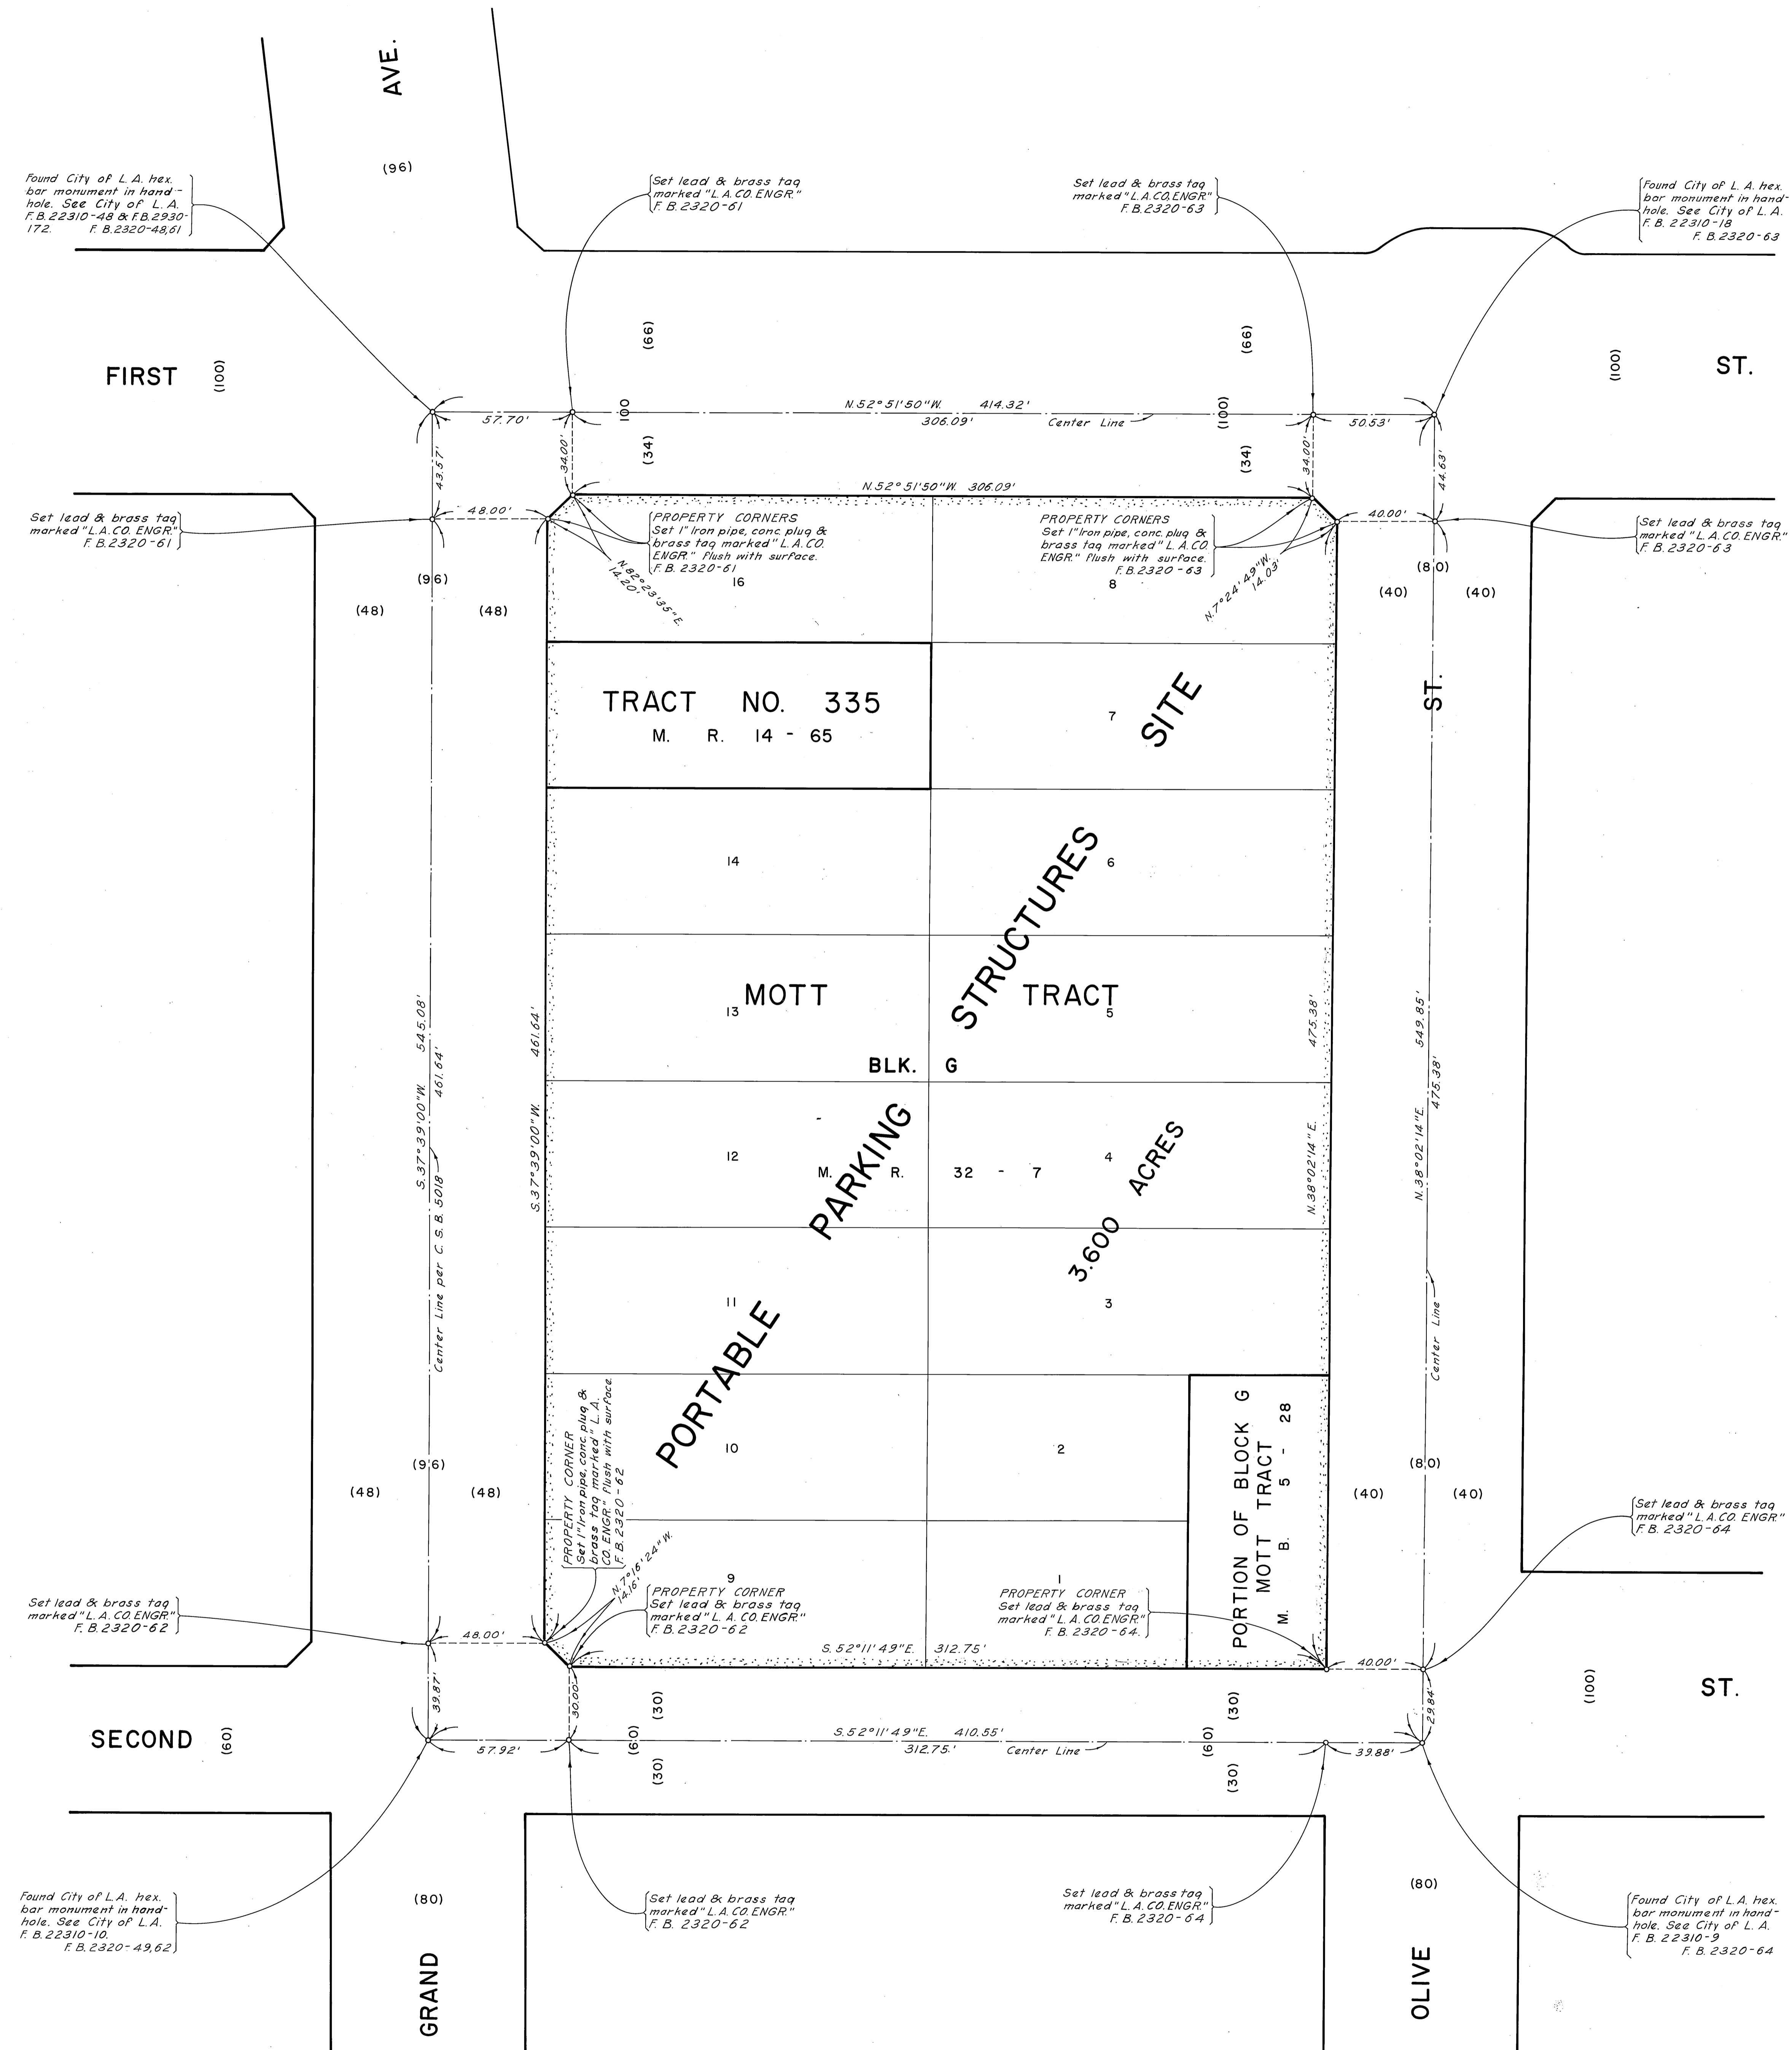 AVE.
(96)
Found City of L. A. hex.
bar monument in hand-
hole. See City of L. A.
F. B. 22310-48 & F.B. 2930-
172. F. B. 2320-48,61
Set lead & brass tag
marked "L. A. CO. ENGR."
F. B. 2320-61
Set lead & brass tag
marked "L. A. CO. ENGR."
F. B. 2320-63
Found City of L. A. hex.
bar monument in hand-
hole. See City of L. A.
F. B. 22310-18
F. B. 2320-63
FIRST
(100)
(66)
(66)
(100)
ST.
57.70'
100
N.52°51'50"W. 414.32'
306.09'
Center Line
(100)
50.53'
43.57'
34.00'
(34)
(34)
34.00'
44.63'
N.52°51'50"W. 306.09'
Set lead & brass tag
marked "L. A. CO. ENGR."
F. B. 2320-61
48.00'
PROPERTY CORNERS
Set 1" Iron pipe, conc. plug &
brass tag marked "L. A. CO.
ENGR." flush with surface.
F. B. 2320-61
PROPERTY CORNERS
Set 1" Iron pipe, conc. plug &
brass tag marked "L. A. CO.
ENGR." flush with surface.
F. B. 2320-63
40.00'
Set lead & brass tag
marked "L. A. CO. ENGR."
F. B. 2320-63
N.82°23'35"E.
14.20'
N.7°24'49"W.
14.03'
(96)
(48)
(48)
16
8
(80)
(40)
(40)
TRACT NO. 335
M. R. 14 - 65
7
SITE
ST.
14
6
STRUCTURES
MOTT TRACT
13
5
BLK. G
S.37°39'00"W. 545.08'
461.64'
Center Line per C. S. B. 5018
S.37°39'00"W. 461.64'
N.38°02'14"E. 475.38'
N.38°02'14"E. 549.85'
475.38'
Center Line
12
4
M. R. 32 - 7
PARKING
3.600 ACRES
11
3
PORTABLE
10
2
PORTION OF BLOCK G
MOTT TRACT
M. B. 5 - 28
(96)
(48)
(48)
(80)
(40)
(40)
PROPERTY CORNER
Set 1" Iron pipe, conc. plug &
brass tag marked "L. A.
CO. ENGR." flush with surface.
F. B. 2320-62
N.7°16'24"W.
14.16'
9
1
PROPERTY CORNER
Set lead & brass tag
marked "L. A. CO. ENGR."
F. B. 2320-62
PROPERTY CORNER
Set lead & brass tag
marked "L. A. CO. ENGR."
F. B. 2320-64.
Set lead & brass tag
marked "L. A. CO. ENGR."
F. B. 2320-64
Set lead & brass tag
marked "L. A. CO. ENGR."
F. B. 2320-62
48.00'
S.52°11'49"E. 312.75'
40.00'
39.87'
30.00'
(30)
(30)
29.84'
(100)
ST.
SECOND
(60)
57.92'
(60)
S.52°11'49"E. 410.55'
312.75'
Center Line
(60)
39.88'
(30)
(30)
Found City of L. A. hex.
bar monument in hand-
hole. See City of L. A.
F. B. 22310-10.
F. B. 2320-49,62
(80)
Set lead & brass tag
marked "L. A. CO. ENGR."
F. B. 2320-62
Set lead & brass tag
marked "L. A. CO. ENGR."
F. B. 2320-64
(80)
Found City of L. A. hex.
bar monument in hand-
hole. See City of L. A.
F. B. 22310-9
F. B. 2320-64
GRAND
OLIVE